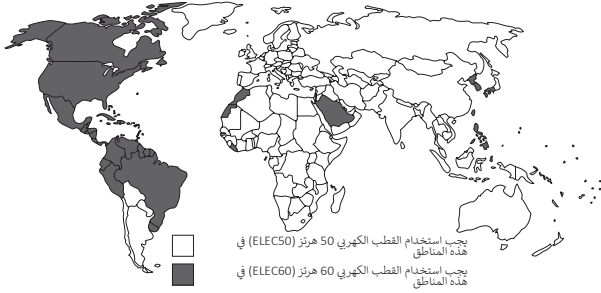 يجب استخدام القطب الكهربي 50 هرتز (ELEC50) في
هذه المناطق
يجب استخدام القطب الكهربي 60 هرتز (ELEC60) في
هذه المناطق